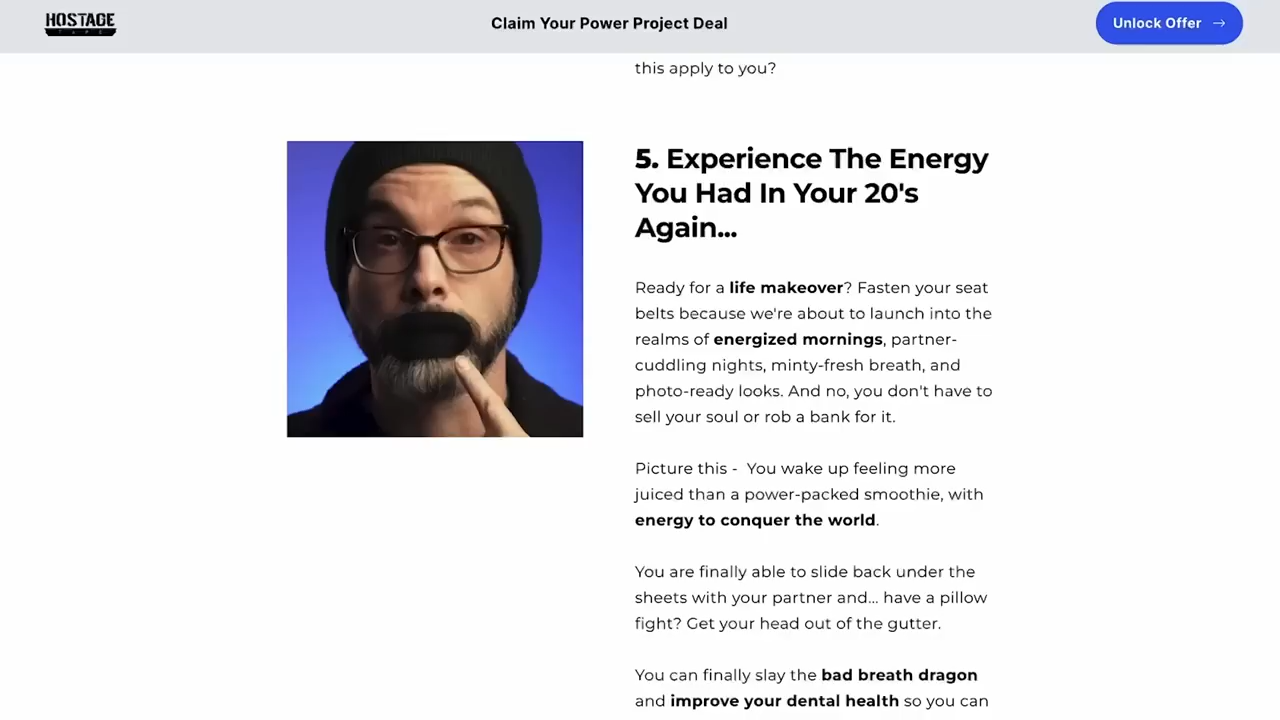 HOSTAGE
TAPE
Claim Your Power Project Deal
Unlock Offer →
this apply to you?
5. Experience The Energy
You Had In Your 20's
Again...
Ready for a life makeover? Fasten your seat
belts because we're about to launch into the
realms of energized mornings, partner-
cuddling nights, minty-fresh breath, and
photo-ready looks. And no, you don't have to
sell your soul or rob a bank for it.
Picture this -  You wake up feeling more
juiced than a power-packed smoothie, with
energy to conquer the world.
You are finally able to slide back under the
sheets with your partner and... have a pillow
fight? Get your head out of the gutter.
You can finally slay the bad breath dragon
and improve your dental health so you can